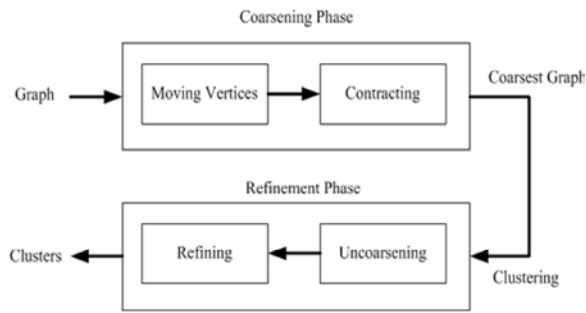 Coarsening Phase
Graph
Moving Vertices
Contracting
Coarsest Graph
Refinement Phase
Clusters
Refining
Uncoarsening
Clustering